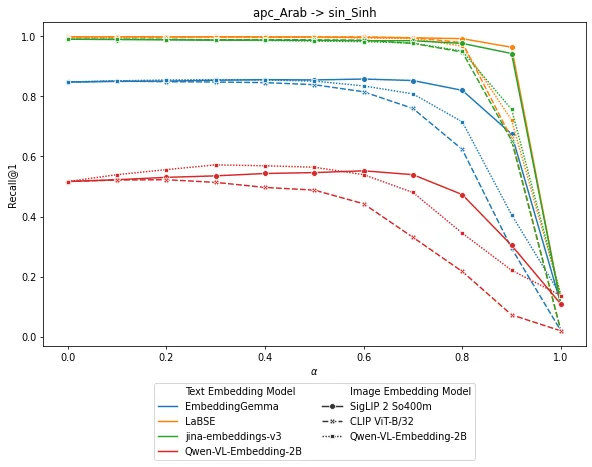 apc_Arab -> sin_Sinh
Recall@1
1.0
0.8
0.6
0.4
0.2
0.0
0.0 0.2 0.4 0.6 0.8 1.0
α
Text Embedding Model
EmbeddingGemma
LaBSE
jina-embeddings-v3
Qwen-VL-Embedding-2B
Image Embedding Model
SigLIP 2 So400m
CLIP ViT-B/32
Qwen-VL-Embedding-2B